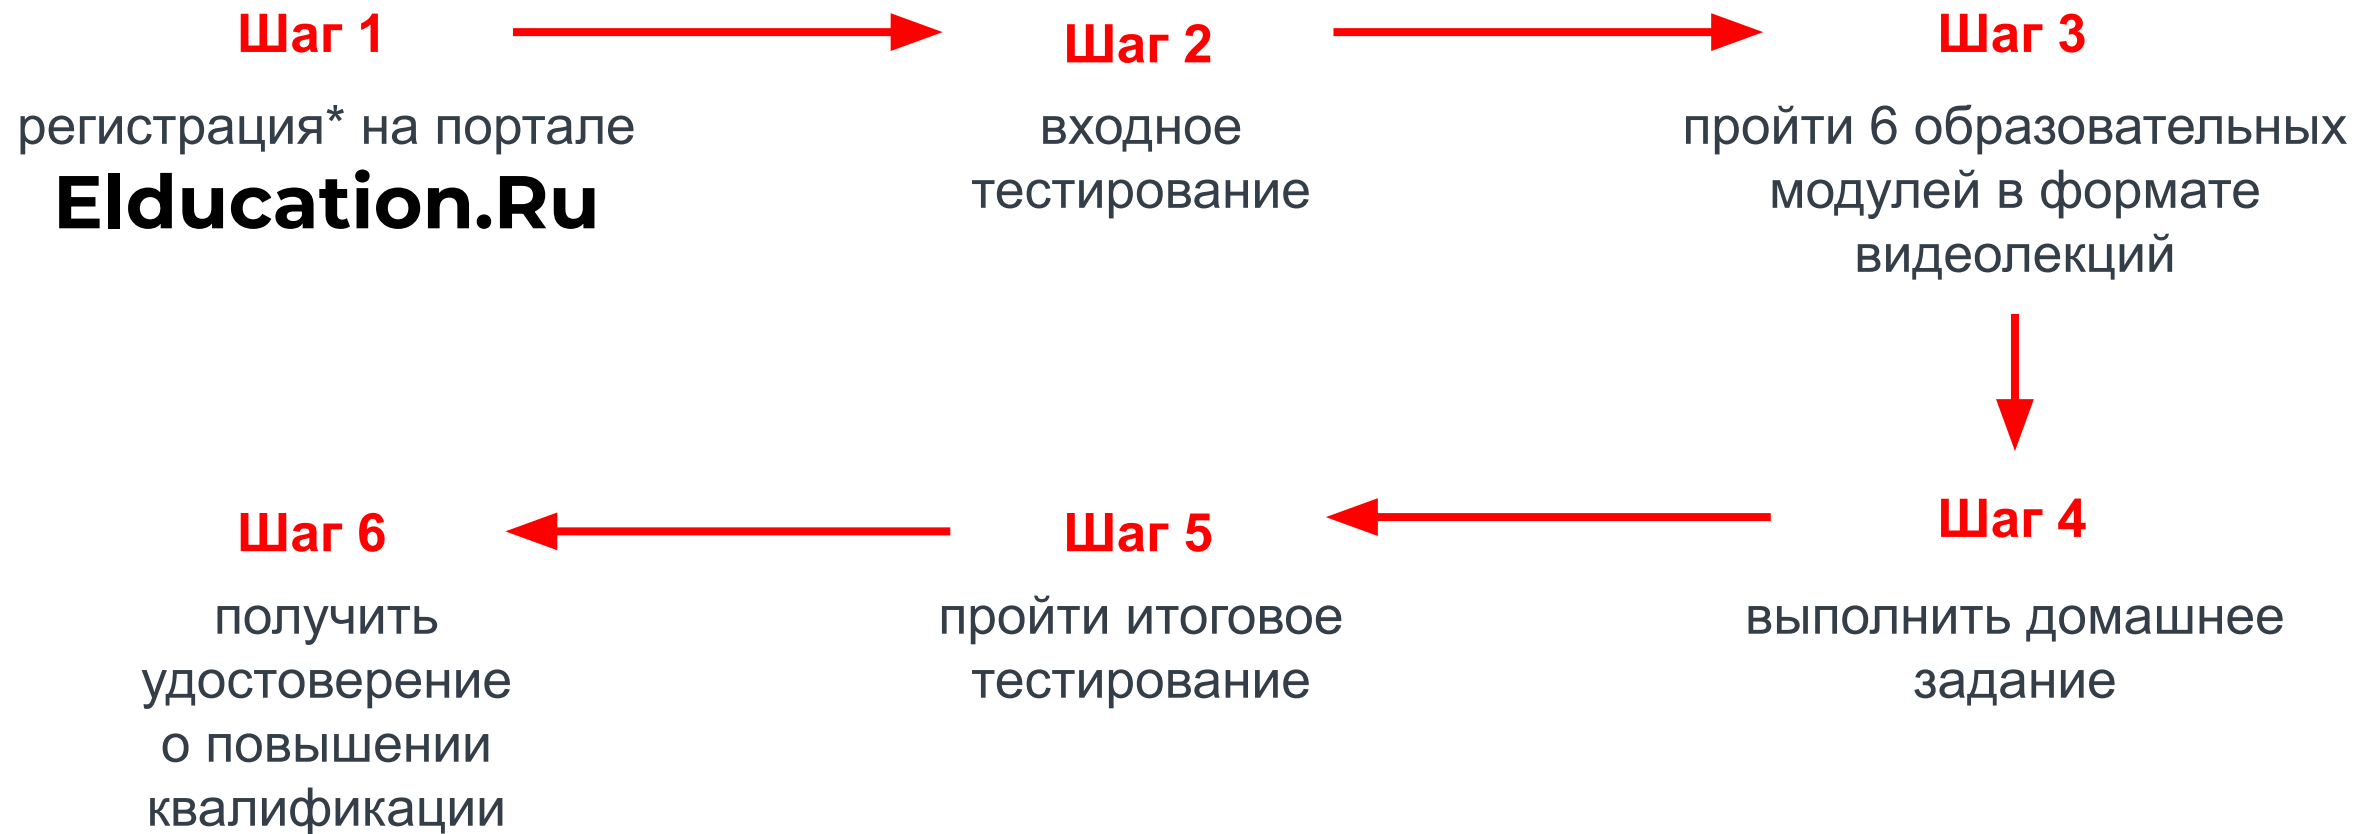 Шаг 1
регистрация* на портале
Elducation.Ru
Шаг 2
входное
тестирование
Шаг 3
пройти 6 образовательных
модулей в формате
видеолекций
Шаг 4
выполнить домашнее
задание
Шаг 5
пройти итоговое
тестирование
Шаг 6
получить
удостоверение
о повышении
квалификации